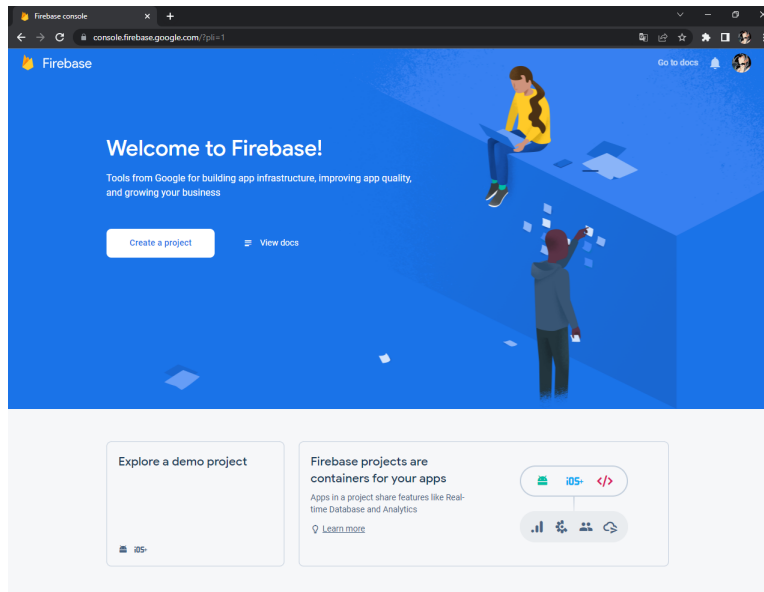 Firebase console
console.firebase.google.com/?pli=1
Firebase
Go to docs
Welcome to Firebase!
Tools from Google for building app infrastructure, improving app quality,
and growing your business
Create a project
View docs
Explore a demo project
iOS+
Firebase projects are
containers for your apps
Apps in a project share features like Real-
time Database and Analytics
Learn more
iOS+